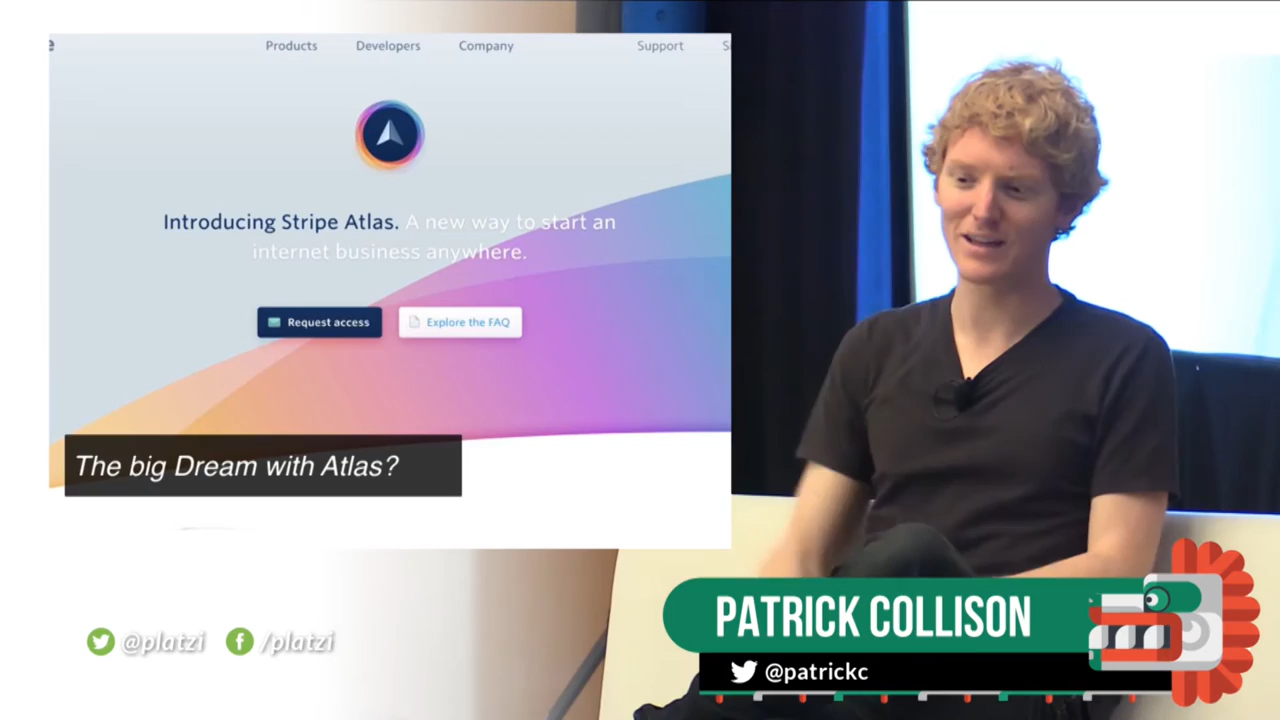 Products Developers Company Support
Introducing Stripe Atlas. A new way to start an
internet business anywhere.
Request access Explore the FAQ
The big Dream with Atlas?
@platzi /platzi
PATRICK COLLISON
@patrickc